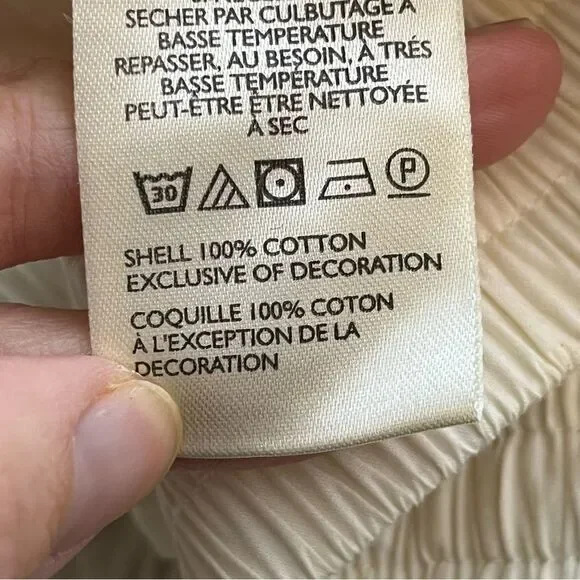 SECHER PAR CULBUTAGE A
BASSE TEMPERATURE
REPASSER, AU BESOIN, À TRÉS
BASSE TEMPÉRATURE
PEUT-ÊTRE ÊTRE NETTOYÉE
À SEC
30 P
SHELL 100% COTTON
EXCLUSIVE OF DECORATION
COQUILLE 100% COTON
À L'EXCEPTION DE LA
DECORATION